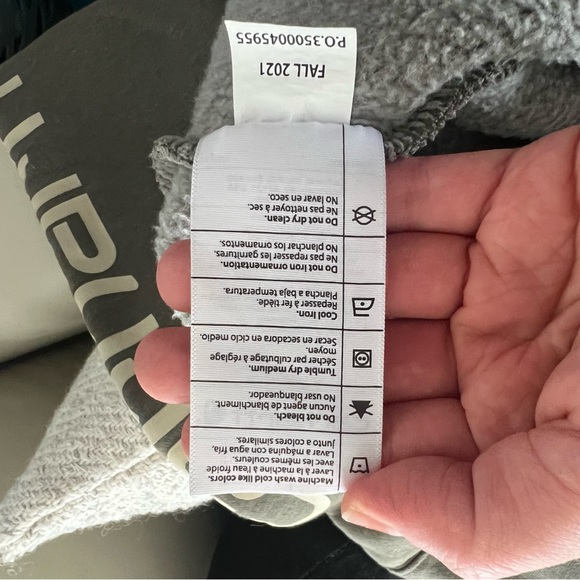 Machine wash cold like colors.
Laver à la machine à l'eau froide
avec les mêmes couleurs.
Lavar a máquina con agua fría,
junto a colores similares.
Do not bleach.
Aucun agent de blanchiment.
No usar blanqueador.
Tumble dry medium.
Sécher par culbutage à réglage
moyen.
Secar en secadora en ciclo medio.
Cool Iron.
Repasser à fer tiède.
Plancha a baja temperatura.
Do not iron ornamentation.
Ne pas repasser les garnitures.
No planchar los ornamentos.
Do not dry clean.
Ne pas nettoyer à sec.
No lavar en seco.
FALL 2021
P.O.3500045955